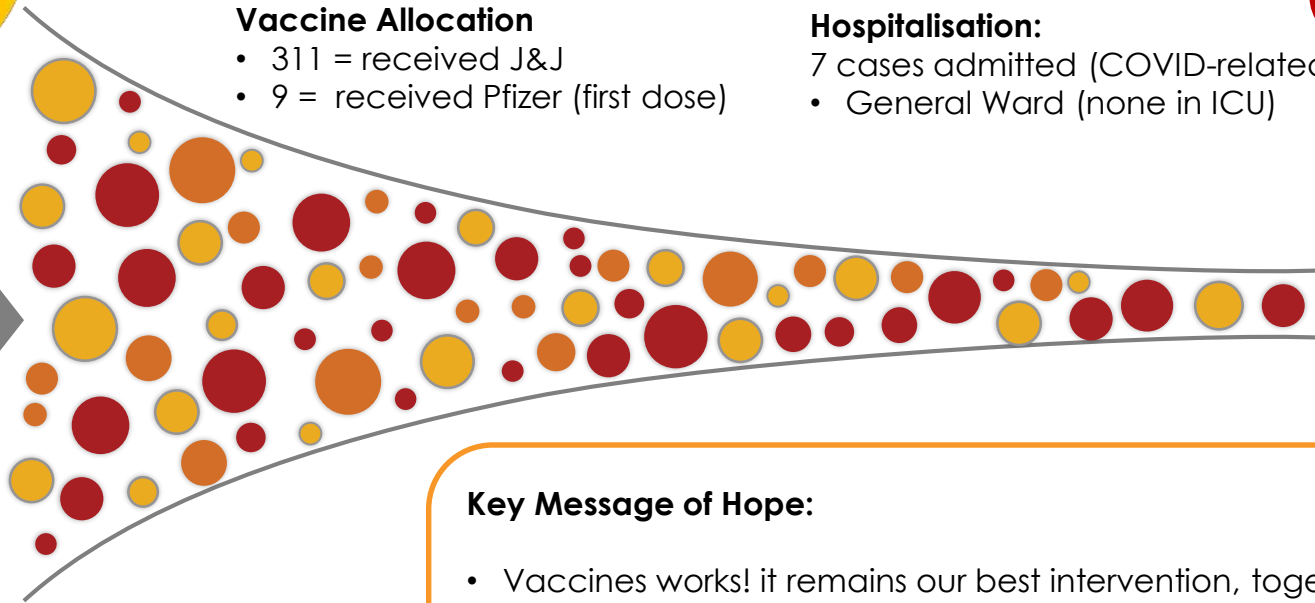 Vaccine Allocation
• 311 = received J&J
• 9 = received Pfizer (first dose)
Hospitalisation:
7 cases admitted (COVID-related
• General Ward (none in ICU)
Key Message of Hope:
• Vaccines works! it remains our best intervention,